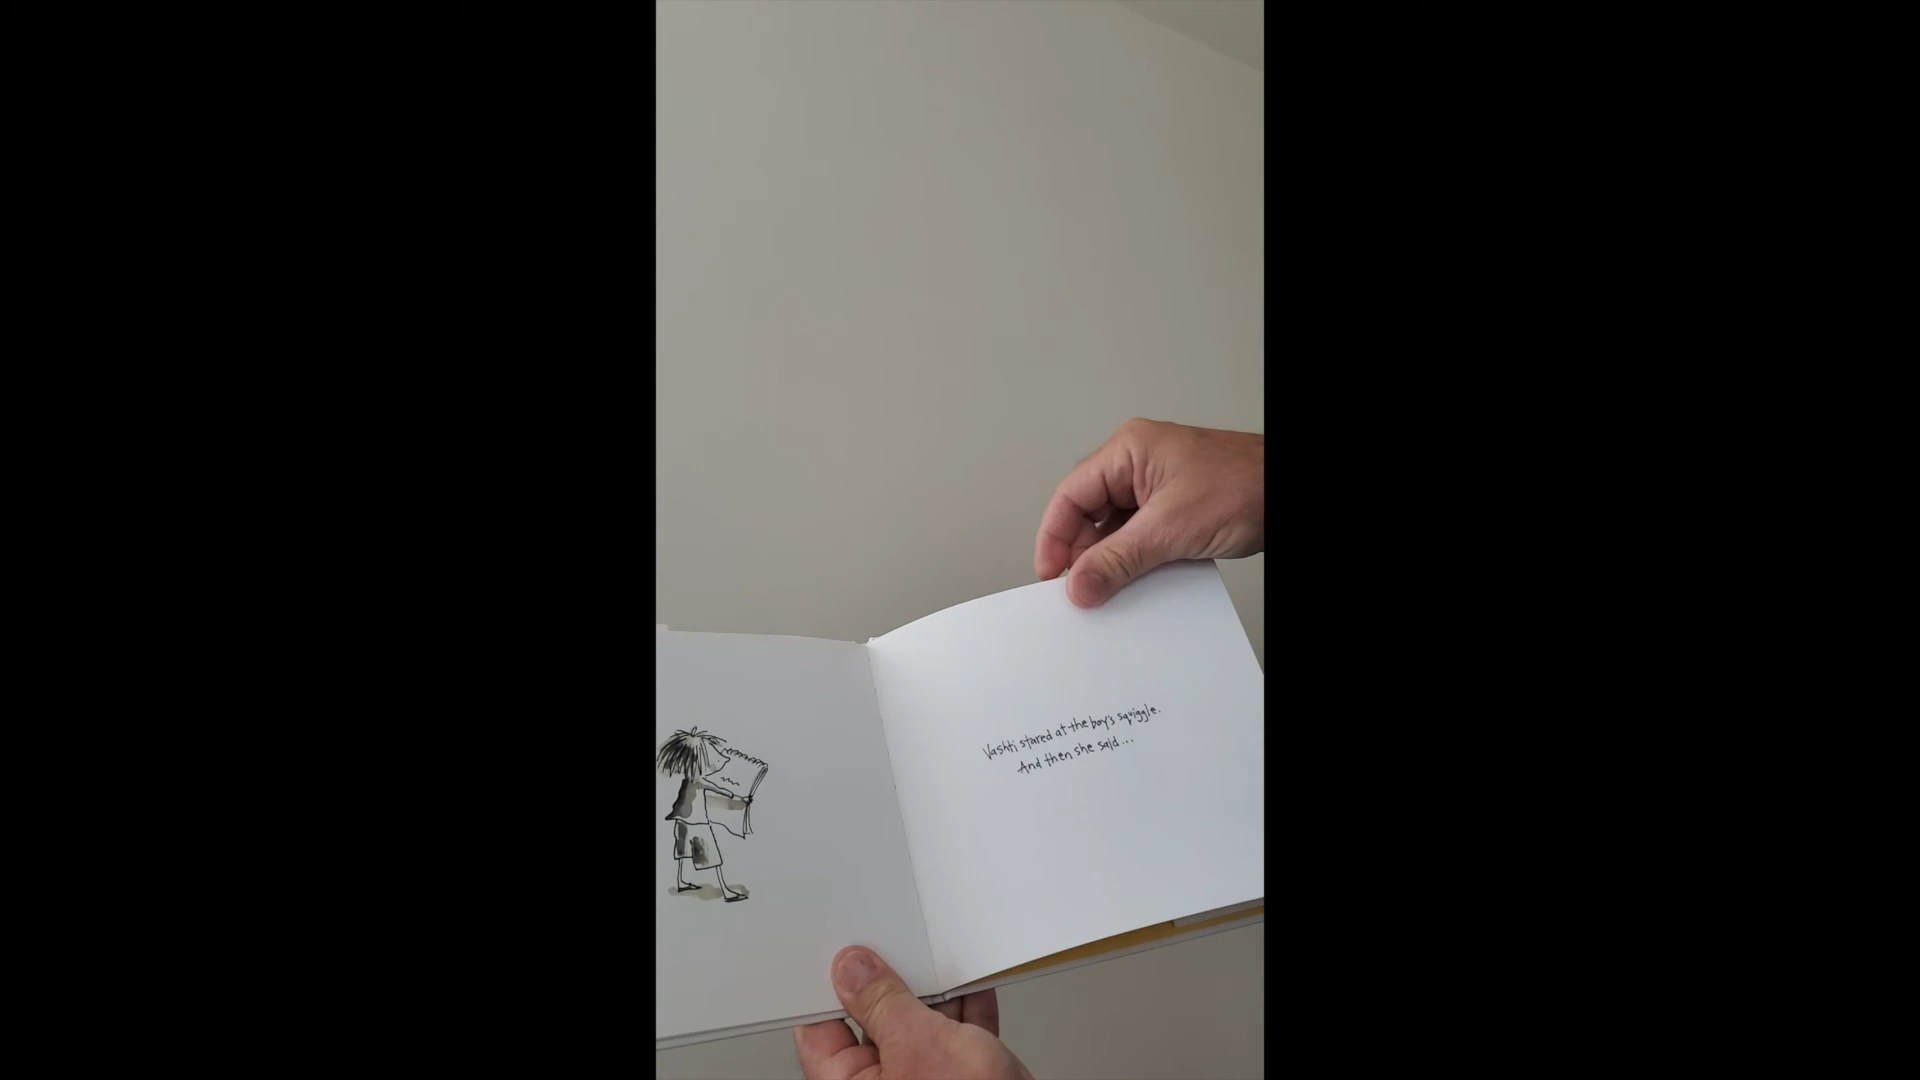 Vashti stared at the boy's squiggle.
And then she said...